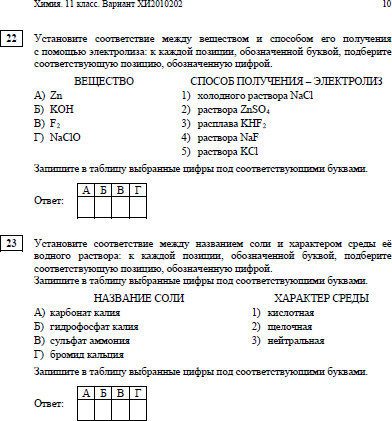 Химия. 11 класс. Вариант ХИ2010202 10
22 Установите соответствие между веществом и способом его получения
с помощью электролиза: к каждой позиции, обозначенной буквой, подберите
соответствующую позицию, обозначенную цифрой.
ВЕЩЕСТВО СПОСОБ ПОЛУЧЕНИЯ – ЭЛЕКТРОЛИЗ
А) Zn 1) холодного раствора NaCl
Б) KOH 2) раствора ZnSO₄
В) F₂ 3) расплава KHF₂
Г) NaClO 4) раствора NaF
5) раствора KCl
Запишите в таблицу выбранные цифры под соответствующими буквами.
А Б В Г
Ответ:
23 Установите соответствие между названием соли и характером среды её
водного раствора: к каждой позиции, обозначенной буквой, подберите
соответствующую позицию, обозначенную цифрой.
Запишите в таблицу выбранные цифры под соответствующими буквами.
НАЗВАНИЕ СОЛИ ХАРАКТЕР СРЕДЫ
А) карбонат калия 1) кислотная
Б) гидрофосфат калия 2) щелочная
В) сульфат аммония 3) нейтральная
Г) бромид кальция
Запишите в таблицу выбранные цифры под соответствующими буквами.
А Б В Г
Ответ: